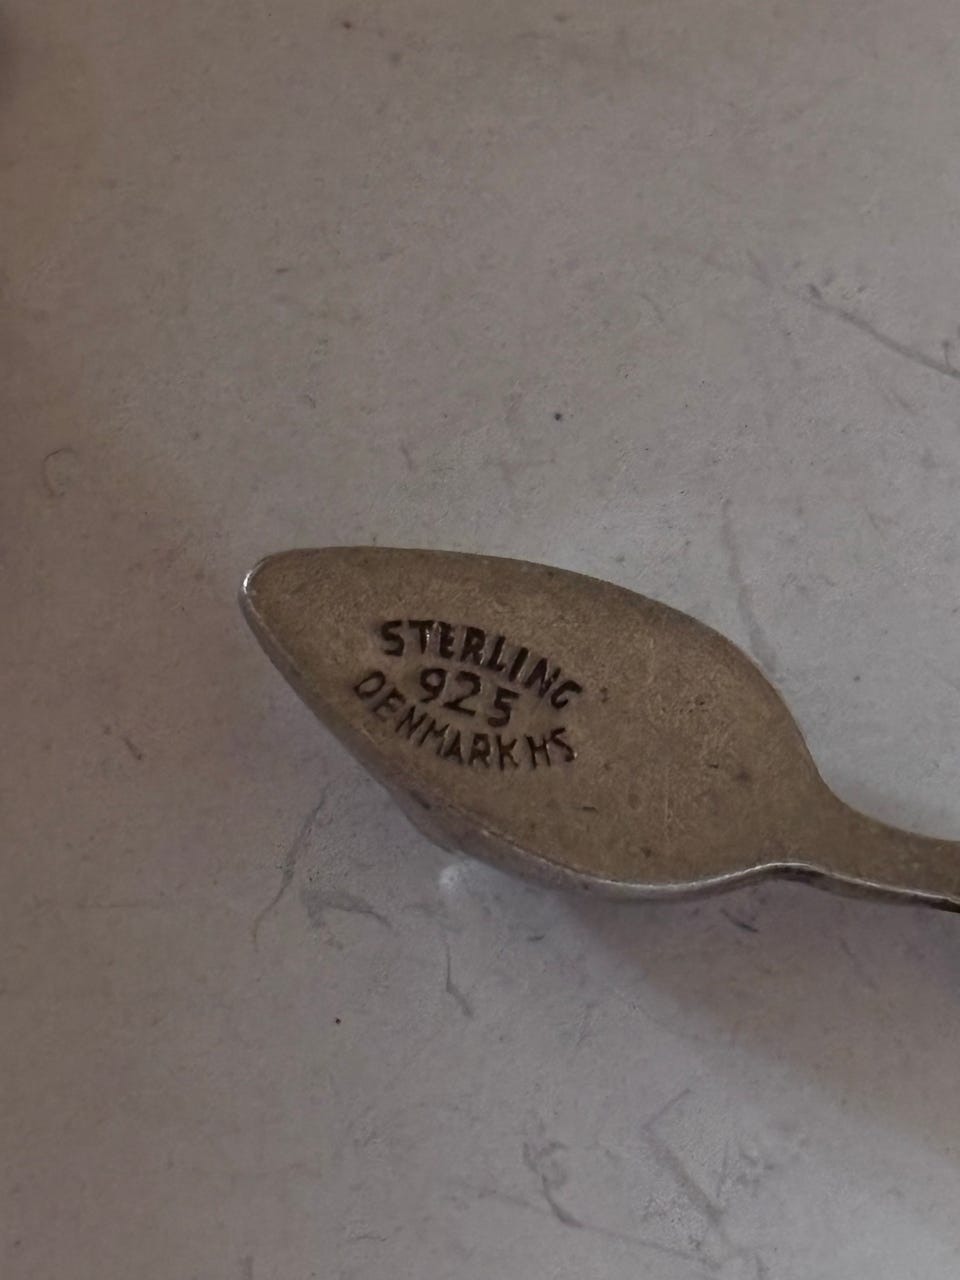 STERLING
925
DENMARK HS